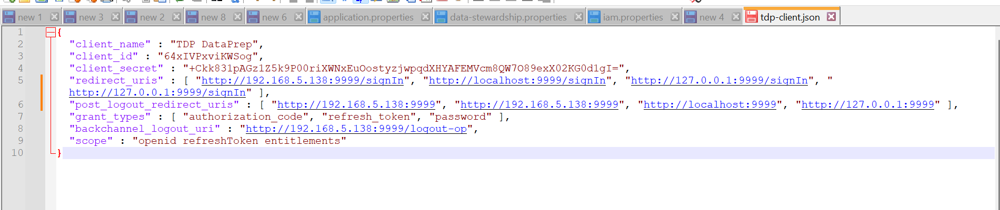 new 1 new 3 new 2 new 8 new 6 application.properties data-stewardship.properties iam.properties new 4 tdp-client.json
1 {
2 "client_name" : "TDP DataPrep",
3 "client_id" : "64xIVPxviKWSog",
4 "client_secret" : "+Ckk831pAGz1Z5k9P00riXWNxEuOostyzjwpqdXHYAFEMVcm8QW7O89exX02KG0d1gI=",
5 "redirect_uris" : [ "http://192.168.5.138:9999/signIn", "http://localhost:9999/signIn", "http://127.0.0.1:9999/signIn", "
http://127.0.0.1:9999/signIn" ],
6 "post_logout_redirect_uris" : [ "http://192.168.5.138:9999", "http://192.168.5.138:9999", "http://localhost:9999", "http://127.0.0.1:9999" ],
7 "grant_types" : [ "authorization_code", "refresh_token", "password" ],
8 "backchannel_logout_uri" : "http://192.168.5.138:9999/logout-op",
9 "scope" : "openid refreshToken entitlements"
10 }